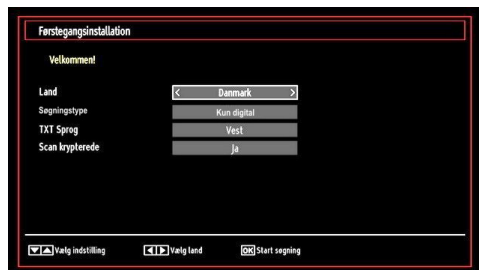 Førstegangsinstallation
Velkommen!
Land < Danmark >
Søgningstype Kun digital
TXT Sprog Vest
Scan krypterede Ja
Vælg indstilling Vælg land OK Start søgning